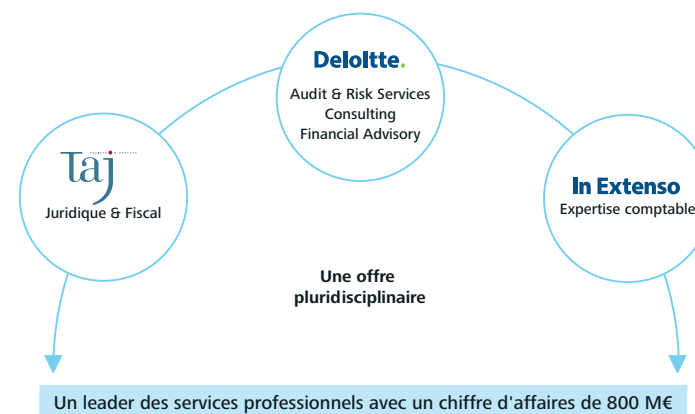 Deloitte.
Audit & Risk Services
Consulting
Financial Advisory
Taj
Juridique & Fiscal
In Extenso
Expertise comptable
Une offre
pluridisciplinaire
Un leader des services professionnels avec un chiffre d'affaires de 800 M€